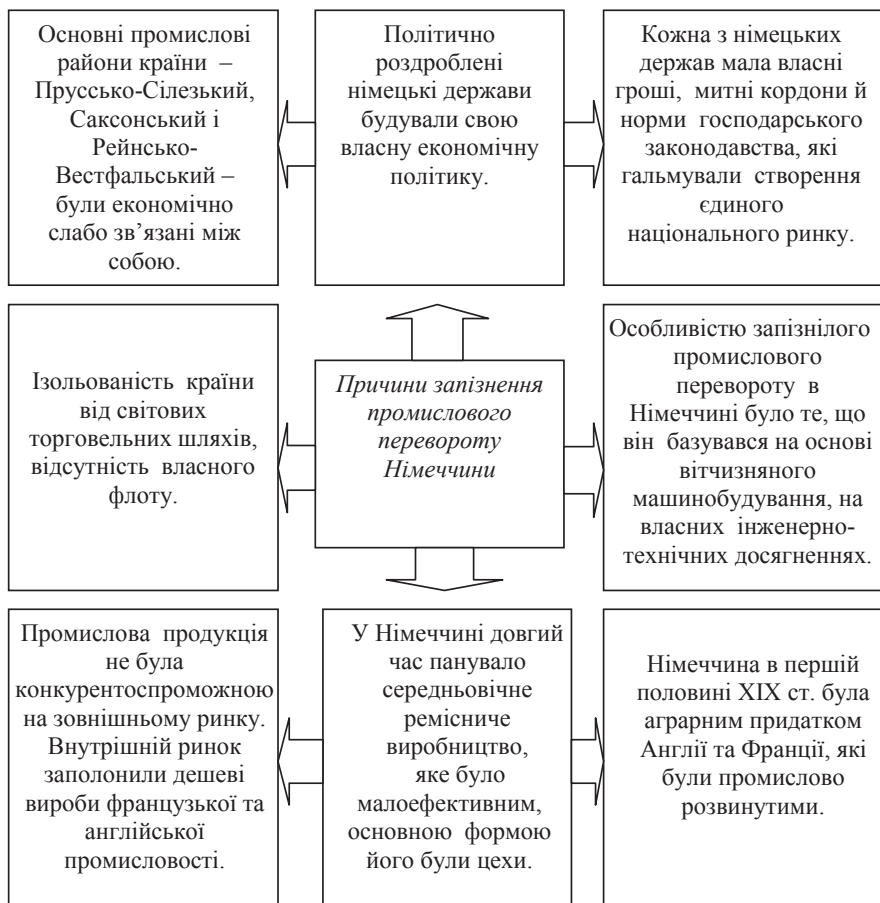 Основні промислові
райони країни –
Пруссько-Сілезький,
Саксонський і
Рейнсько-
Вестфальський –
були економічно
слабо зв’язані між
собою.
Політично
роздроблені
німецькі держави
будували свою
власну економічну
політику.
Кожна з німецьких
держав мала власні
гроші, митні кордони й
норми господарського
законодавства, які
гальмували створення
єдиного
національного ринку.
Ізольованість країни
від світових
торговельних шляхів,
відсутність власного
флоту.
Причини запізнення
промислового
перевороту
Німеччини
Особливістю запізнілого
промислового
перевороту в
Німеччині було те, що
він базувався на основі
вітчизняного
машинобудування, на
власних інженерно-
технічних досягненнях.
Промислова продукція
не була
конкурентоспроможною
на зовнішньому ринку.
Внутрішній ринок
заполонили дешеві
вироби французької та
англійської
промисловості.
У Німеччині довгий
час панувало
середньовічне
ремісниче
виробництво,
яке було
малоефективним,
основною формою
його були цехи.
Німеччина в першій
половині XIX ст. була
аграрним придатком
Англії та Франції, які
були промислово
розвинутими.